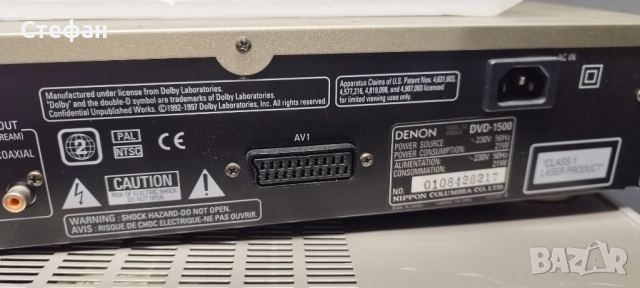 Стефан
Manufactured under license from Dolby Laboratories.
"Dolby" and the double-D symbol are trademarks of Dolby Laboratories.
Confidential Unpublished Works. ©1992-1997 Dolby Laboratories, Inc.
Apparatus Claims of U.S. Patent Nos. 4,631,603,
4,577,216, 4,819,098, and 4,907,093 licensed
for limited viewing uses only.
AC IN
OUT
COAXIAL
2
PAL
NTSC
CE
AV1
CAUTION
RISK OF ELECTRIC SHOCK
DO NOT OPEN
WARNING : SHOCK HAZARD-DO NOT OPEN.
AVIS : RISQUE DE CHOC ELECTRIQUE-NE PAS OUVRIR.
DENON
DVD-1500
POWER SOURCE: ~230V 50Hz
POWER CONSUMPTION: 21W
ALIMENTATION: ~230V 50Hz
CONSOMMATION: 21W
NO. 0108428217
NIPPON COLUMBIA CO., LTD.
"CLASS 1
LASER PRODUCT"
BAZAR